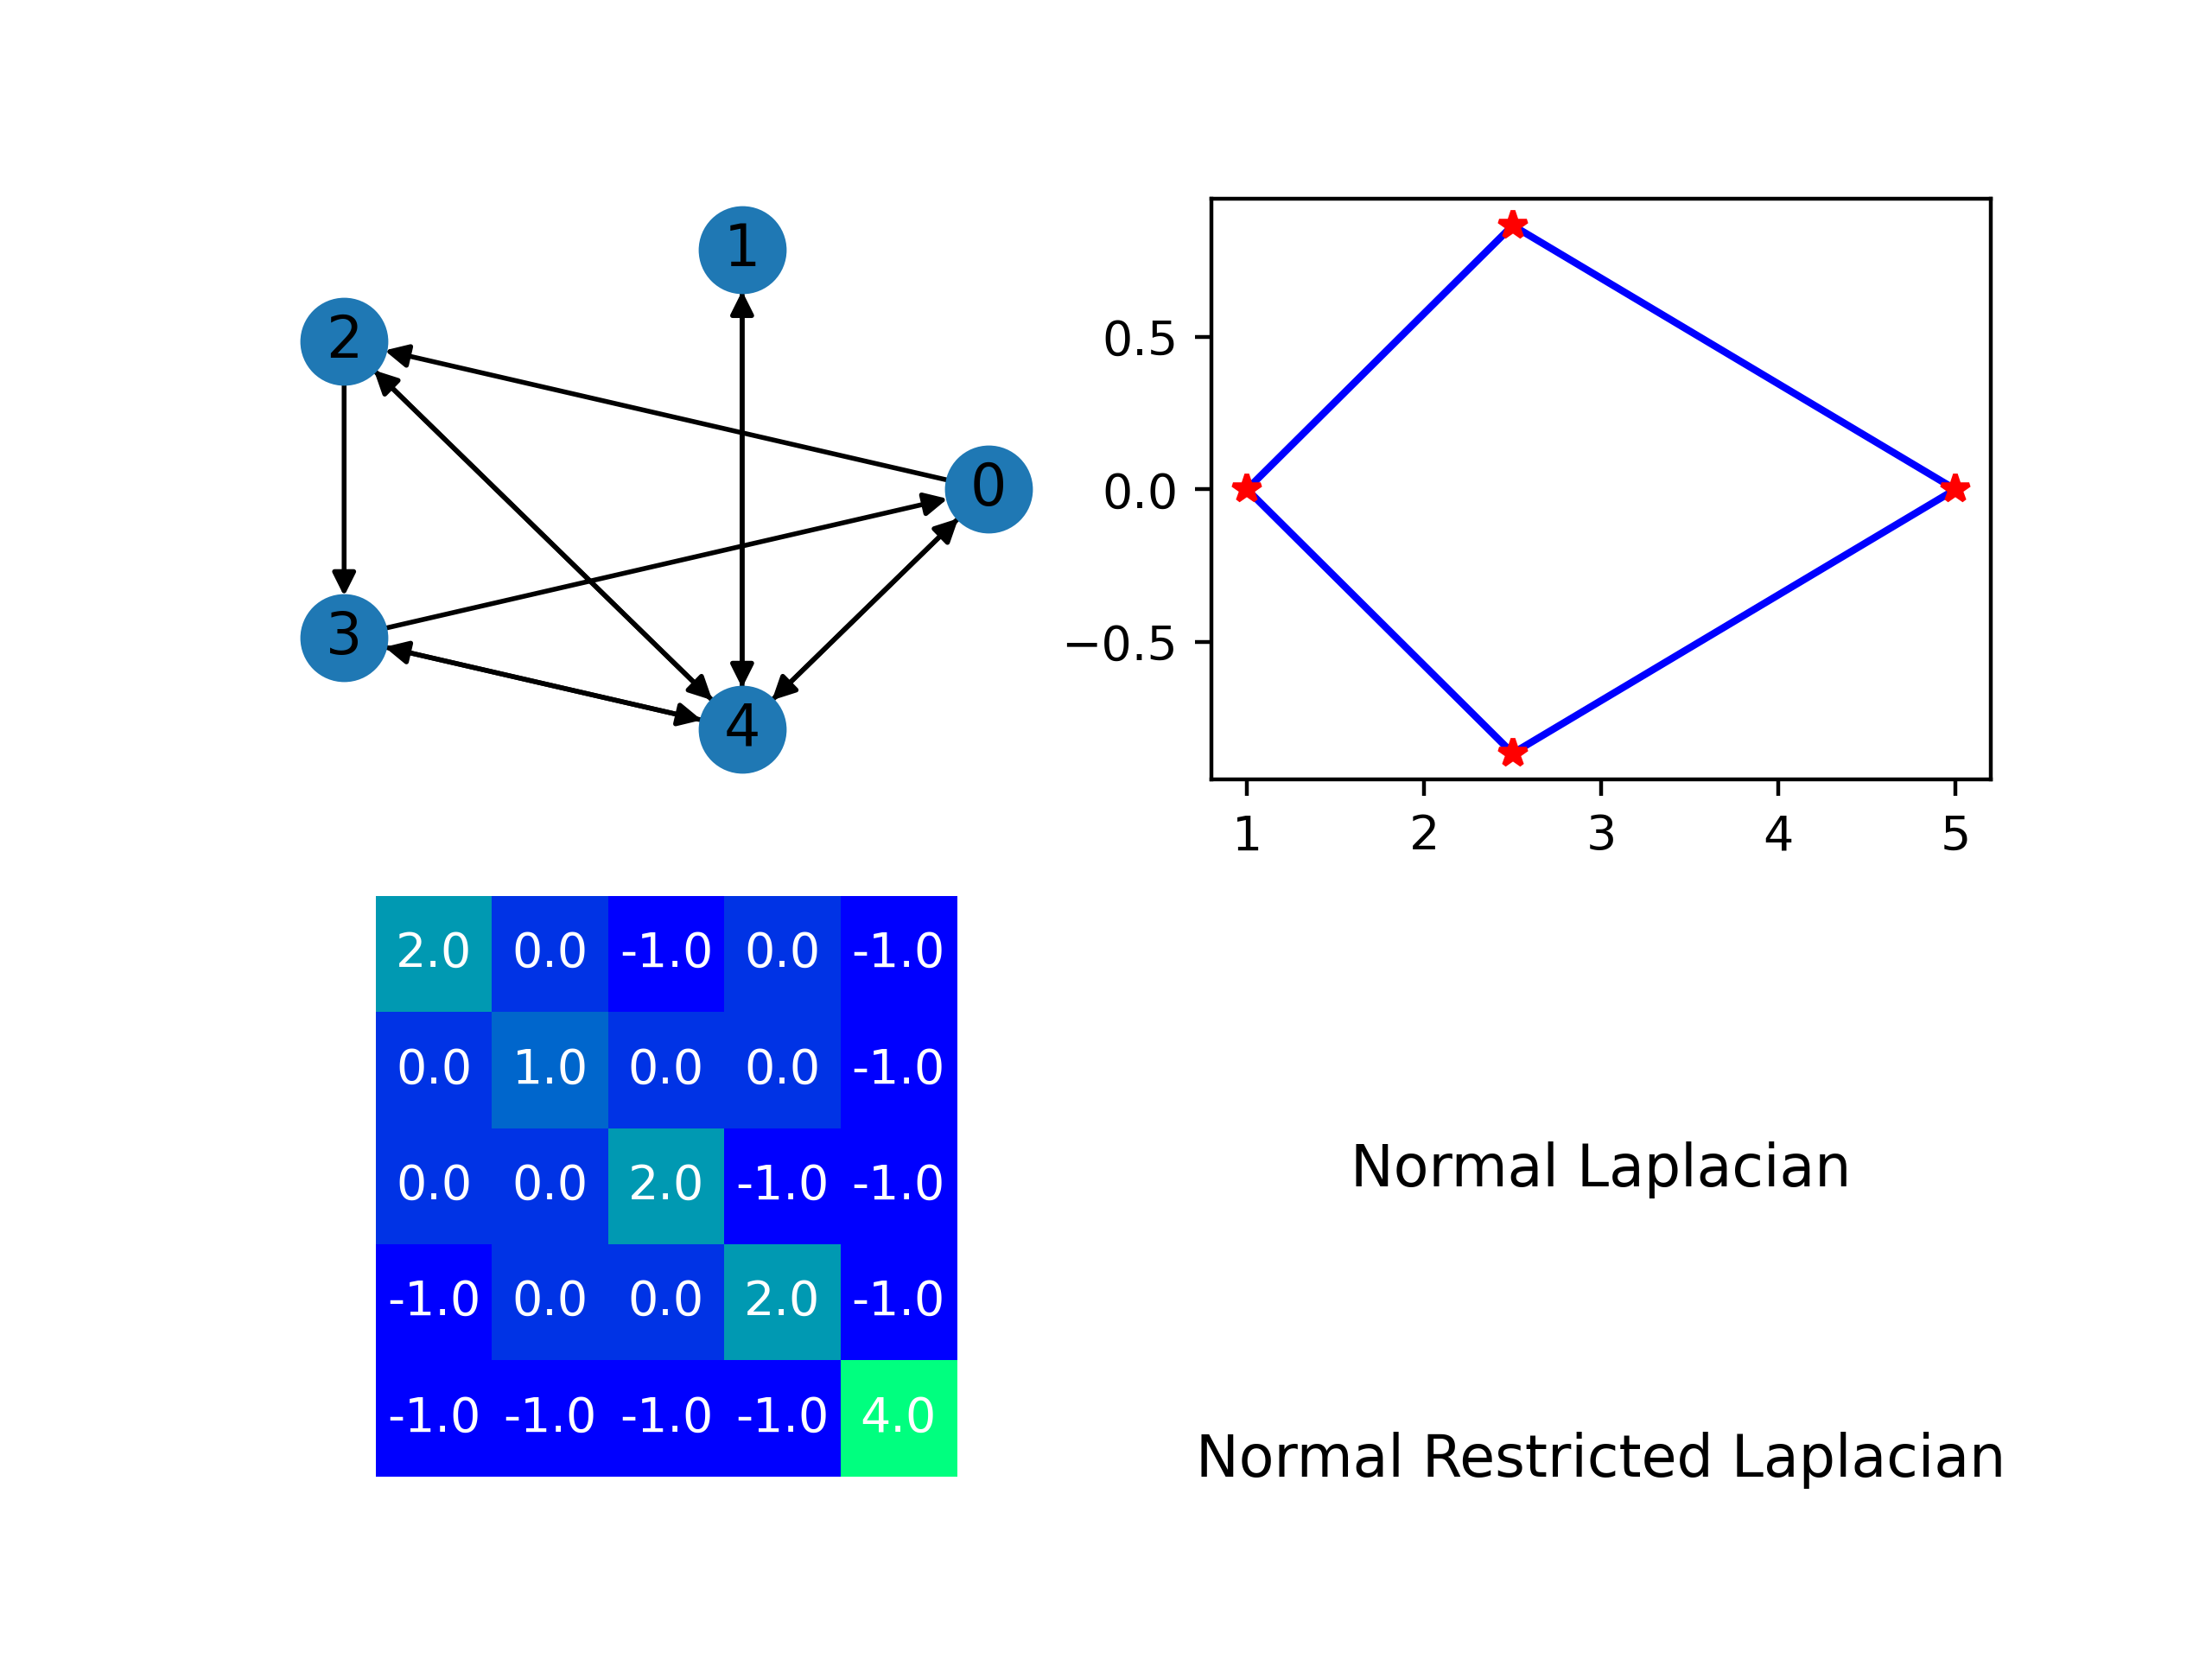 1
2
0
3
4
0.5
0.0
−0.5
1 2 3 4 5
2.0 0.0 -1.0 0.0 -1.0
0.0 1.0 0.0 0.0 -1.0
0.0 0.0 2.0 -1.0 -1.0
-1.0 0.0 0.0 2.0 -1.0
-1.0 -1.0 -1.0 -1.0 4.0
Normal Laplacian
Normal Restricted Laplacian